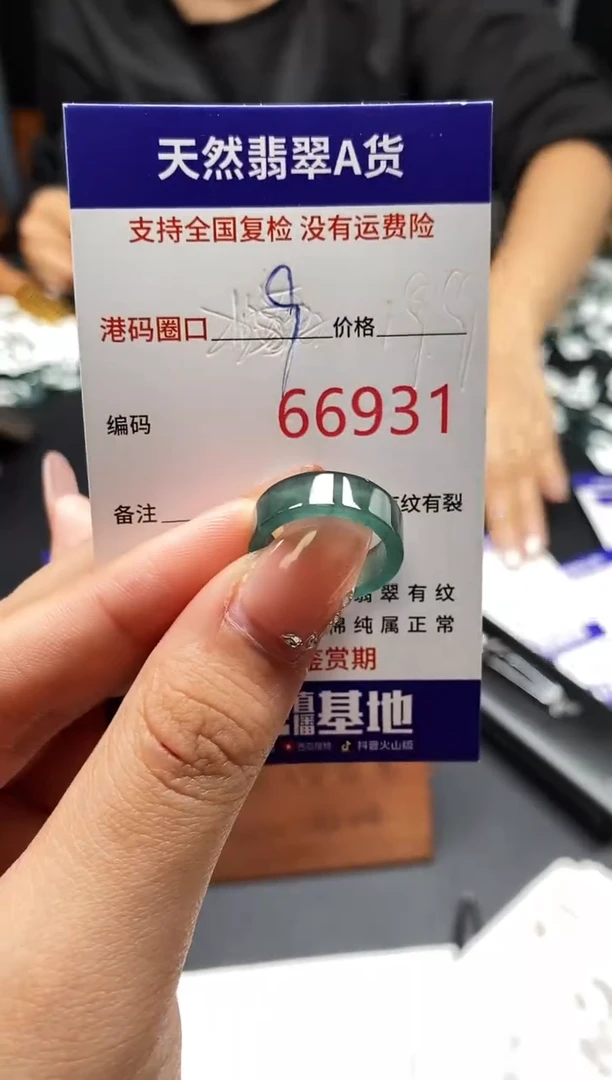 天然翡翠A货
支持全国复检 没有运费险
港码圈口 9 价格
编码 66931
备注 纹有裂
翠有纹
棉纯属正常
鉴赏期
基地
抖音火山版